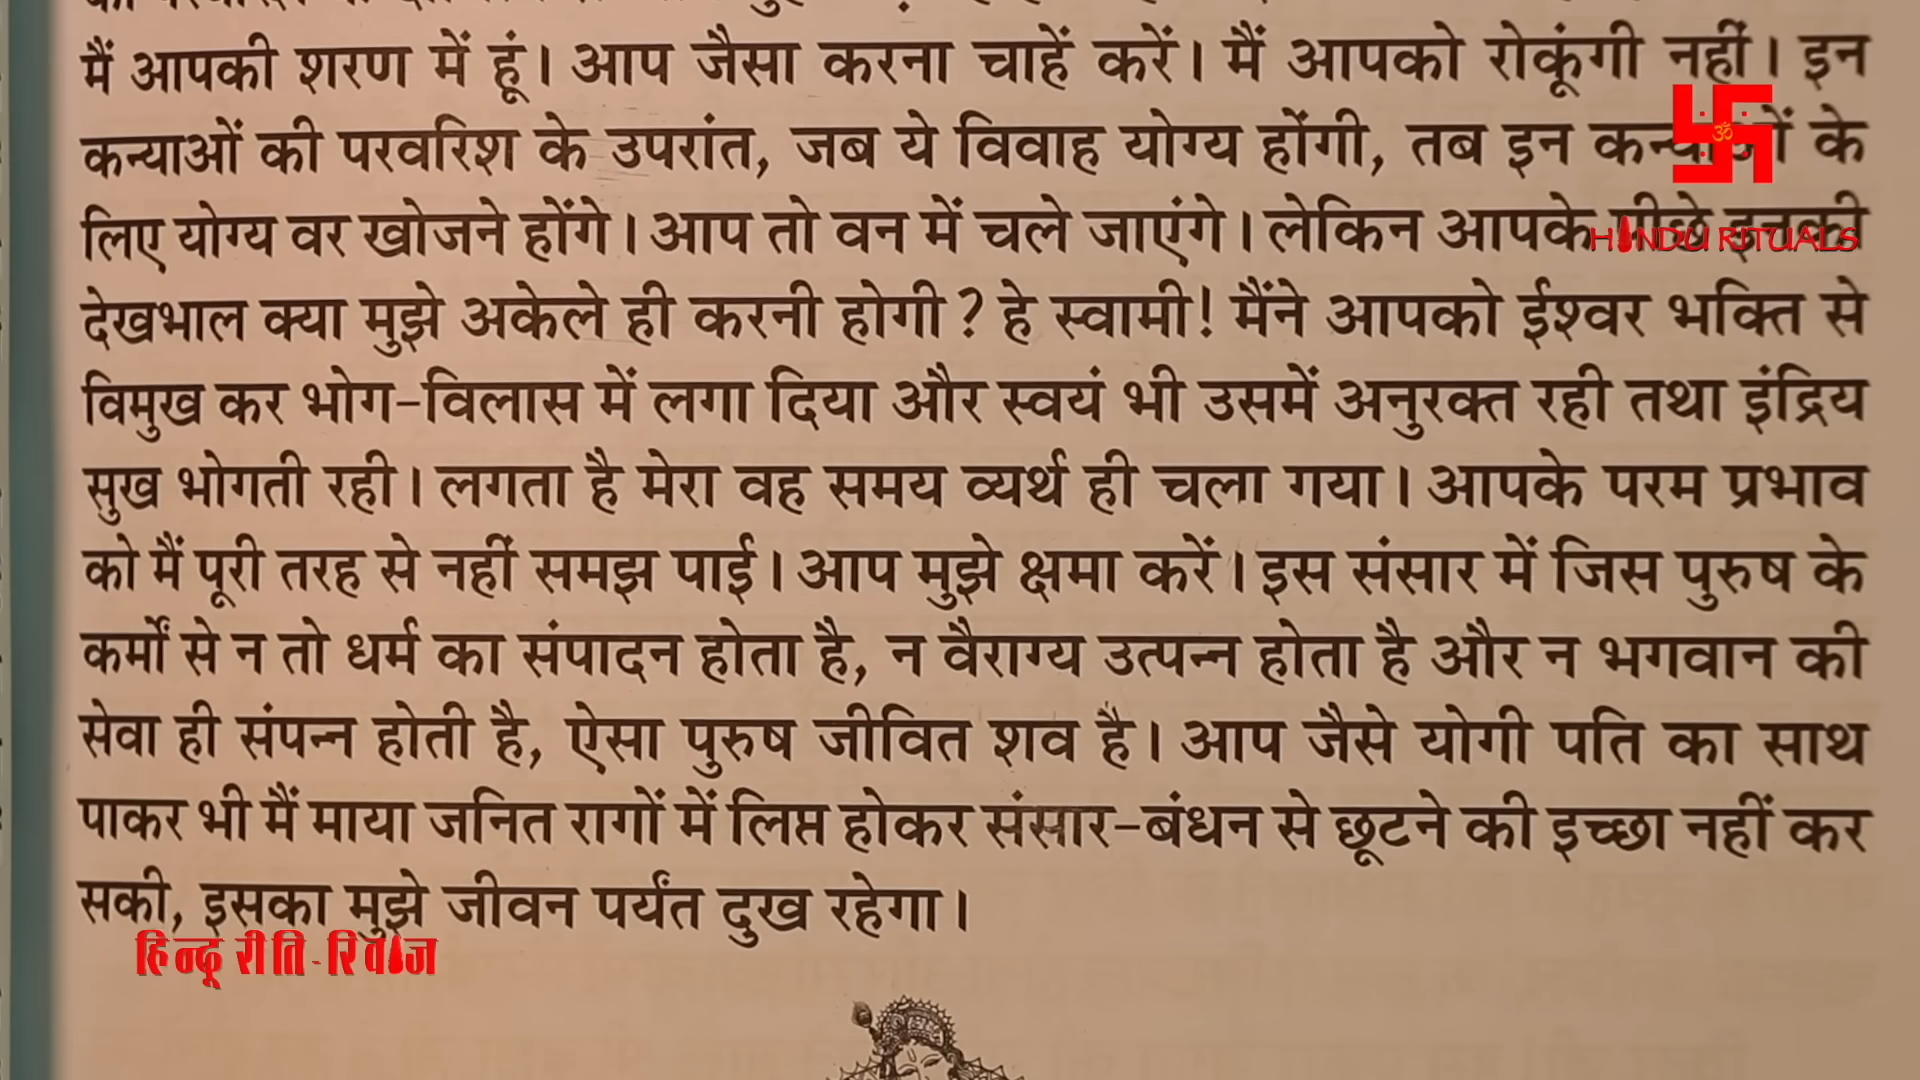 मैं आपकी शरण में हूं। आप जैसा करना चाहें करें। मैं आपको रोकूंगी नहीं। इन
कन्याओं की परवरिश के उपरांत, जब ये विवाह योग्य होंगी, तब इन कन्याओं के
लिए योग्य वर खोजने होंगे। आप तो वन में चले जाएंगे। लेकिन आपके पीछे इनकी
HINDU RITUALS
देखभाल क्या मुझे अकेले ही करनी होगी? हे स्वामी! मैंने आपको ईश्वर भक्ति से
विमुख कर भोग-विलास में लगा दिया और स्वयं भी उसमें अनुरक्त रही तथा इंद्रिय
सुख भोगती रही। लगता है मेरा वह समय व्यर्थ ही चला गया। आपके परम प्रभाव
को मैं पूरी तरह से नहीं समझ पाई। आप मुझे क्षमा करें। इस संसार में जिस पुरुष के
कर्मों से न तो धर्म का संपादन होता है, न वैराग्य उत्पन्न होता है और न भगवान की
सेवा ही संपन्न होती है, ऐसा पुरुष जीवित शव है। आप जैसे योगी पति का साथ
पाकर भी मैं माया जनित रागों में लिप्त होकर संसार-बंधन से छूटने की इच्छा नहीं कर
सकी, इसका मुझे जीवन पर्यंत दुख रहेगा।
हिन्दू रीति-रिवाज